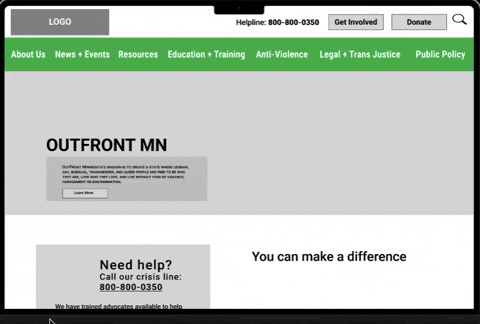 LOGO
Helpline: 800-800-0350
Get Involved
Donate
About Us
News + Events
Resources
Education + Training
Anti-Violence
Legal + Trans Justice
Public Policy
OUTFRONT MN
OutFront Minnesota's mission is to create a state where lesbian,
gay, bisexual, transgender, and queer people are free to be who
they are, love who they love, and live without fear of violence,
harassment or discrimination.
Learn More
Need help?
Call our crisis line:
800-800-0350
We have trained advocates available to help
You can make a difference